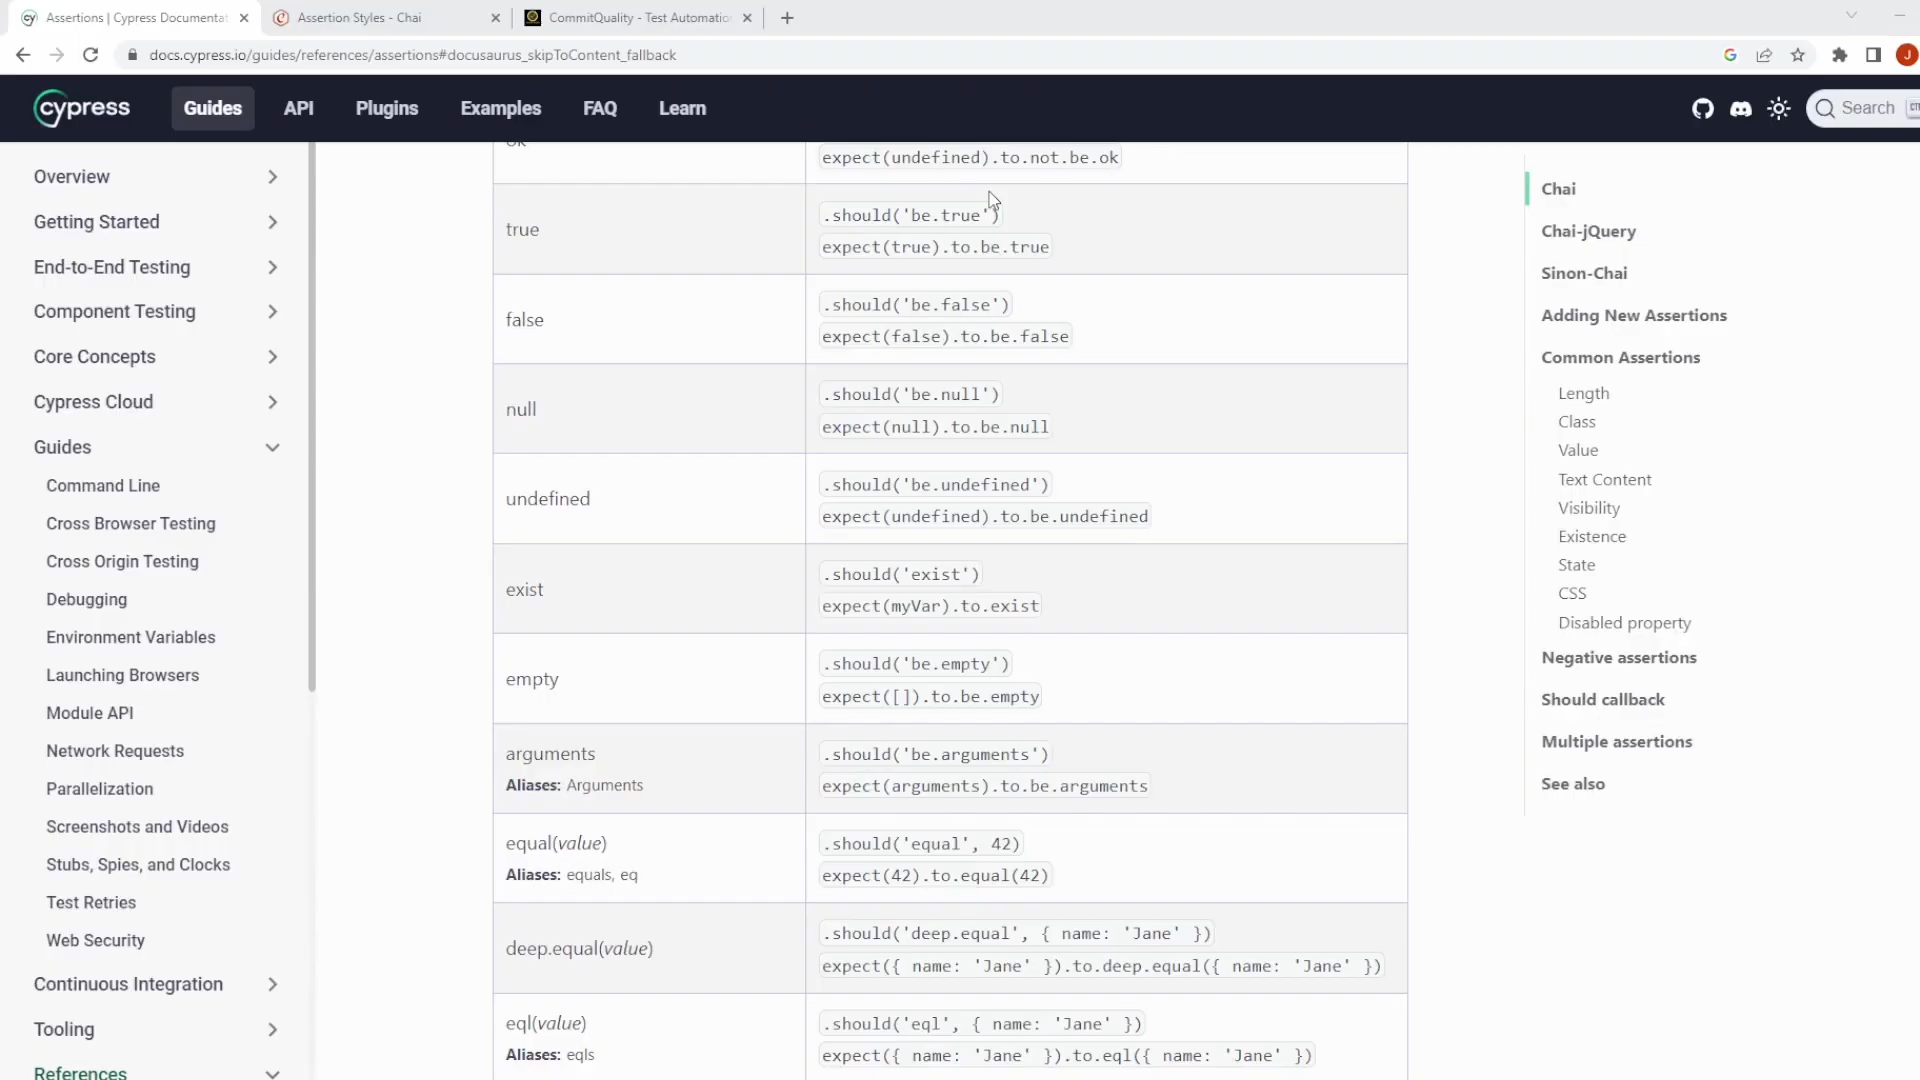 Assertions | Cypress Documentat
Assertion Styles - Chai
CommitQuality - Test Automatio
docs.cypress.io/guides/references/assertions#docusaurus_skipToContent_fallback
J
cypress
Guides
API
Plugins
Examples
FAQ
Learn
Search
Overview
Getting Started
End-to-End Testing
Component Testing
Core Concepts
Cypress Cloud
Guides
Command Line
Cross Browser Testing
Cross Origin Testing
Debugging
Environment Variables
Launching Browsers
Module API
Network Requests
Parallelization
Screenshots and Videos
Stubs, Spies, and Clocks
Test Retries
Web Security
Continuous Integration
Tooling
References
ok
expect(undefined).to.not.be.ok
true
.should('be.true')
expect(true).to.be.true
false
.should('be.false')
expect(false).to.be.false
null
.should('be.null')
expect(null).to.be.null
undefined
.should('be.undefined')
expect(undefined).to.be.undefined
exist
.should('exist')
expect(myVar).to.exist
empty
.should('be.empty')
expect([]).to.be.empty
arguments
Aliases: Arguments
.should('be.arguments')
expect(arguments).to.be.arguments
equal(value)
Aliases: equals, eq
.should('equal', 42)
expect(42).to.equal(42)
deep.equal(value)
.should('deep.equal', { name: 'Jane' })
expect({ name: 'Jane' }).to.deep.equal({ name: 'Jane' })
eql(value)
Aliases: eqls
.should('eql', { name: 'Jane' })
expect({ name: 'Jane' }).to.eql({ name: 'Jane' })
Chai
Chai-jQuery
Sinon-Chai
Adding New Assertions
Common Assertions
Length
Class
Value
Text Content
Visibility
Existence
State
CSS
Disabled property
Negative assertions
Should callback
Multiple assertions
See also